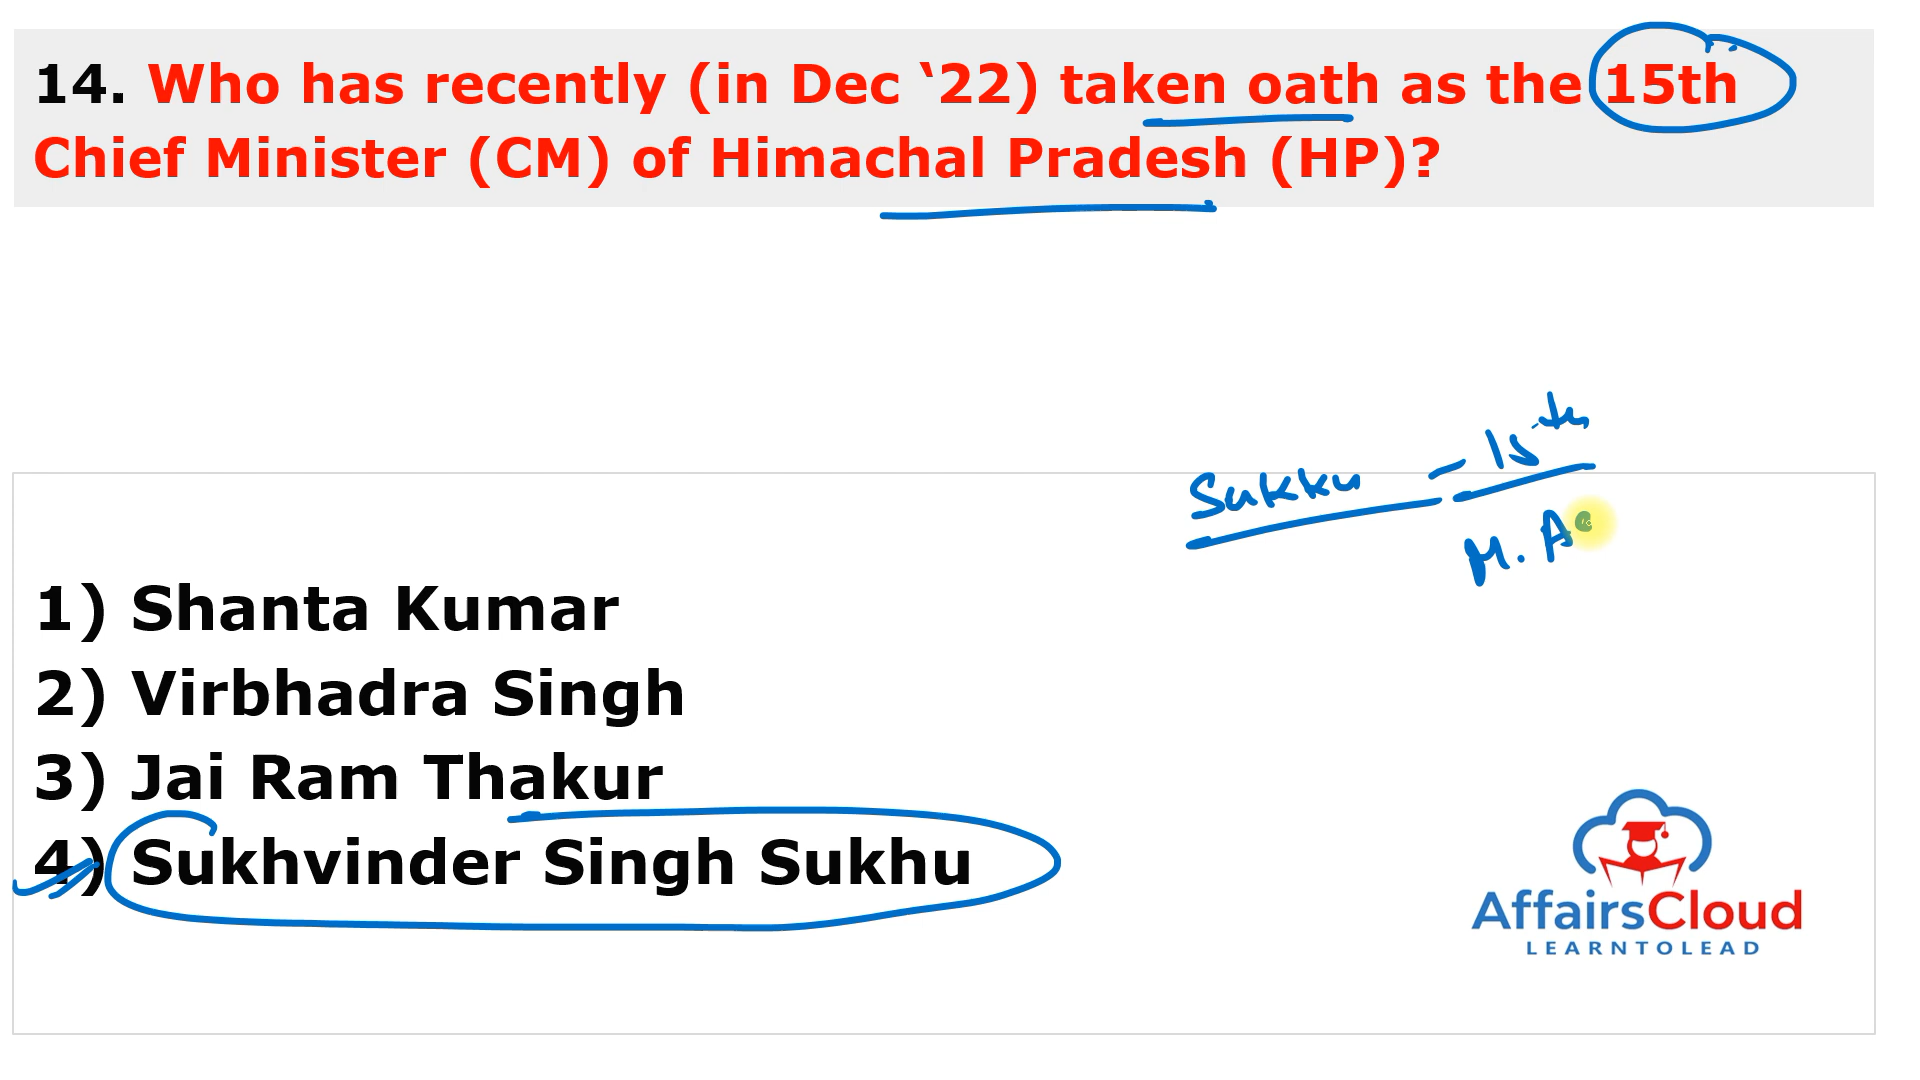 14. Who has recently (in Dec ‘22) taken oath as the 15th
Chief Minister (CM) of Himachal Pradesh (HP)?
Sukku - 15th
M. A
1) Shanta Kumar
2) Virbhadra Singh
3) Jai Ram Thakur
4) Sukhvinder Singh Sukhu
AffairsCloud
LEARNTOLEAD